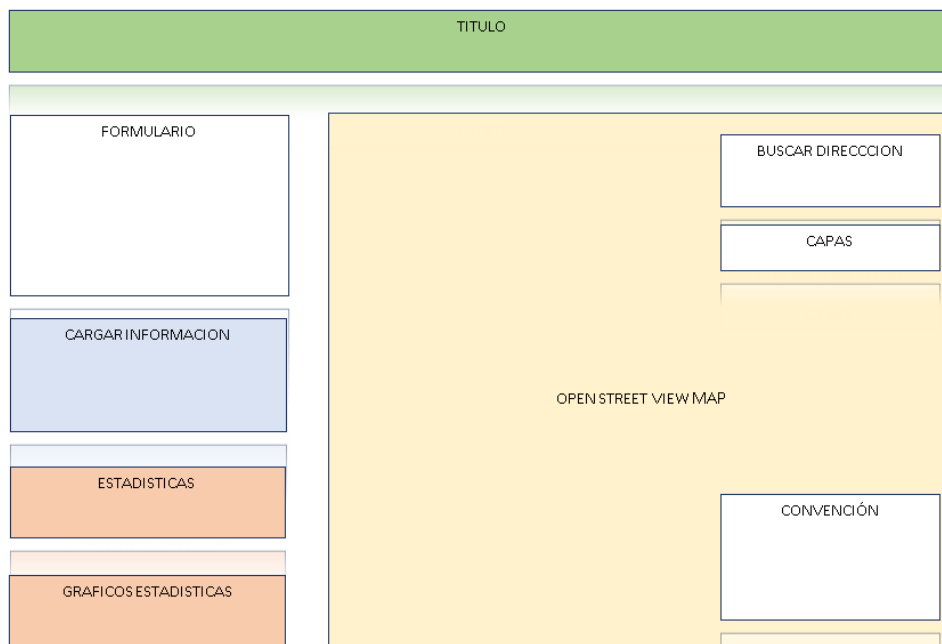 TITULO
FORMULARIO
BUSCAR DIRECCCION
CAPAS
CARGAR INFORMACION
OPEN STREET VIEW MAP
ESTADISTICAS
CONVENCIÓN
GRAFICOS ESTADISTICAS